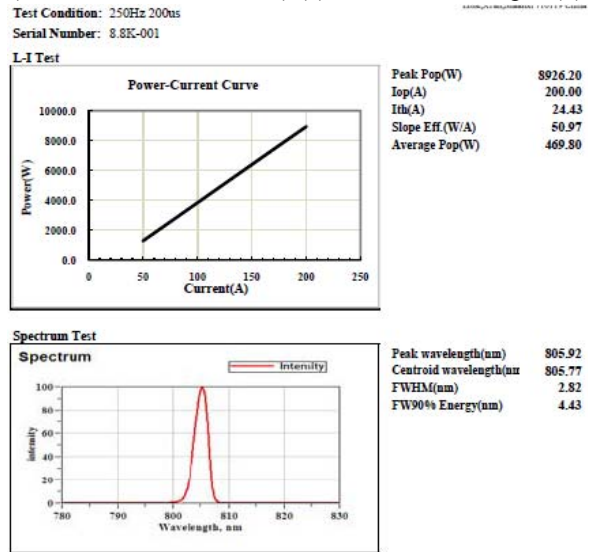 Test Condition: 250Hz 200us
Serial Number: 8.8K-001
L-I Test
Power-Current Curve
10000.0
8000.0
6000.0
4000.0
2000.0
0.0
Power(W)
0 50 100 150 200 250
Current(A)
Peak Pop(W) 8926.20
Iop(A) 200.00
Ith(A) 24.43
Slope Eff.(W/A) 50.97
Average Pop(W) 469.80
Spectrum Test
Spectrum
Intenilty
100
80
60
40
20
0
intenity
780 790 800 810 820 830
Wavelength, nm
Peak wavelength(nm) 805.92
Centroid wavelength(nm 805.77
FWHM(nm) 2.82
FW90% Energy(nm) 4.43